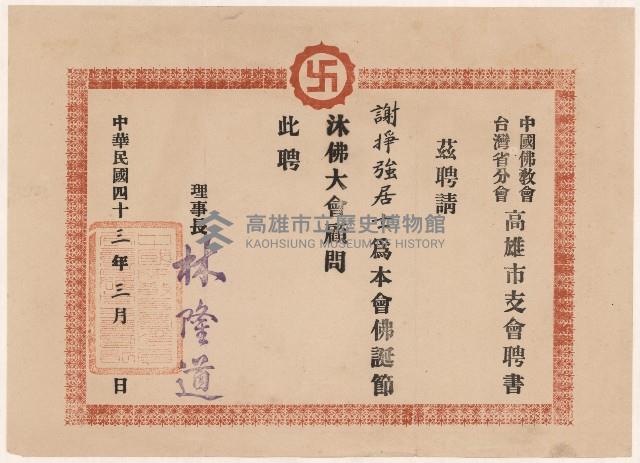 中國佛教會
台灣省分會
高雄市支會聘書
茲聘請
謝掙強居士爲本會佛誕節
沐佛大會顧問
此聘
理事長
林隆道
中華民國四十三年三月 日
高雄市立歷史博物館
KAOHSIUNG MUSEUM OF HISTORY